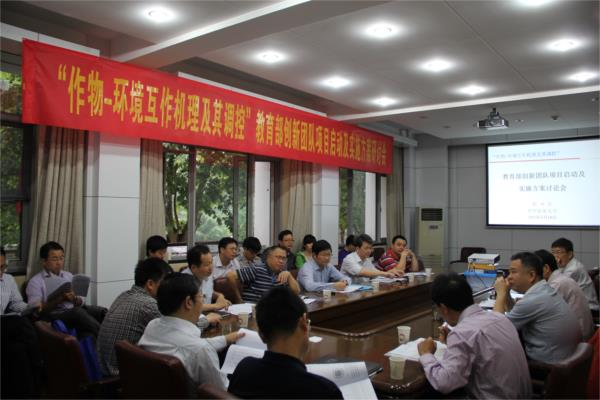 “作物-环境互作机理及其调控”教育部创新团队项目启动及实施方案研讨会
教育部创新团队项目启动及
实施方案讨论会